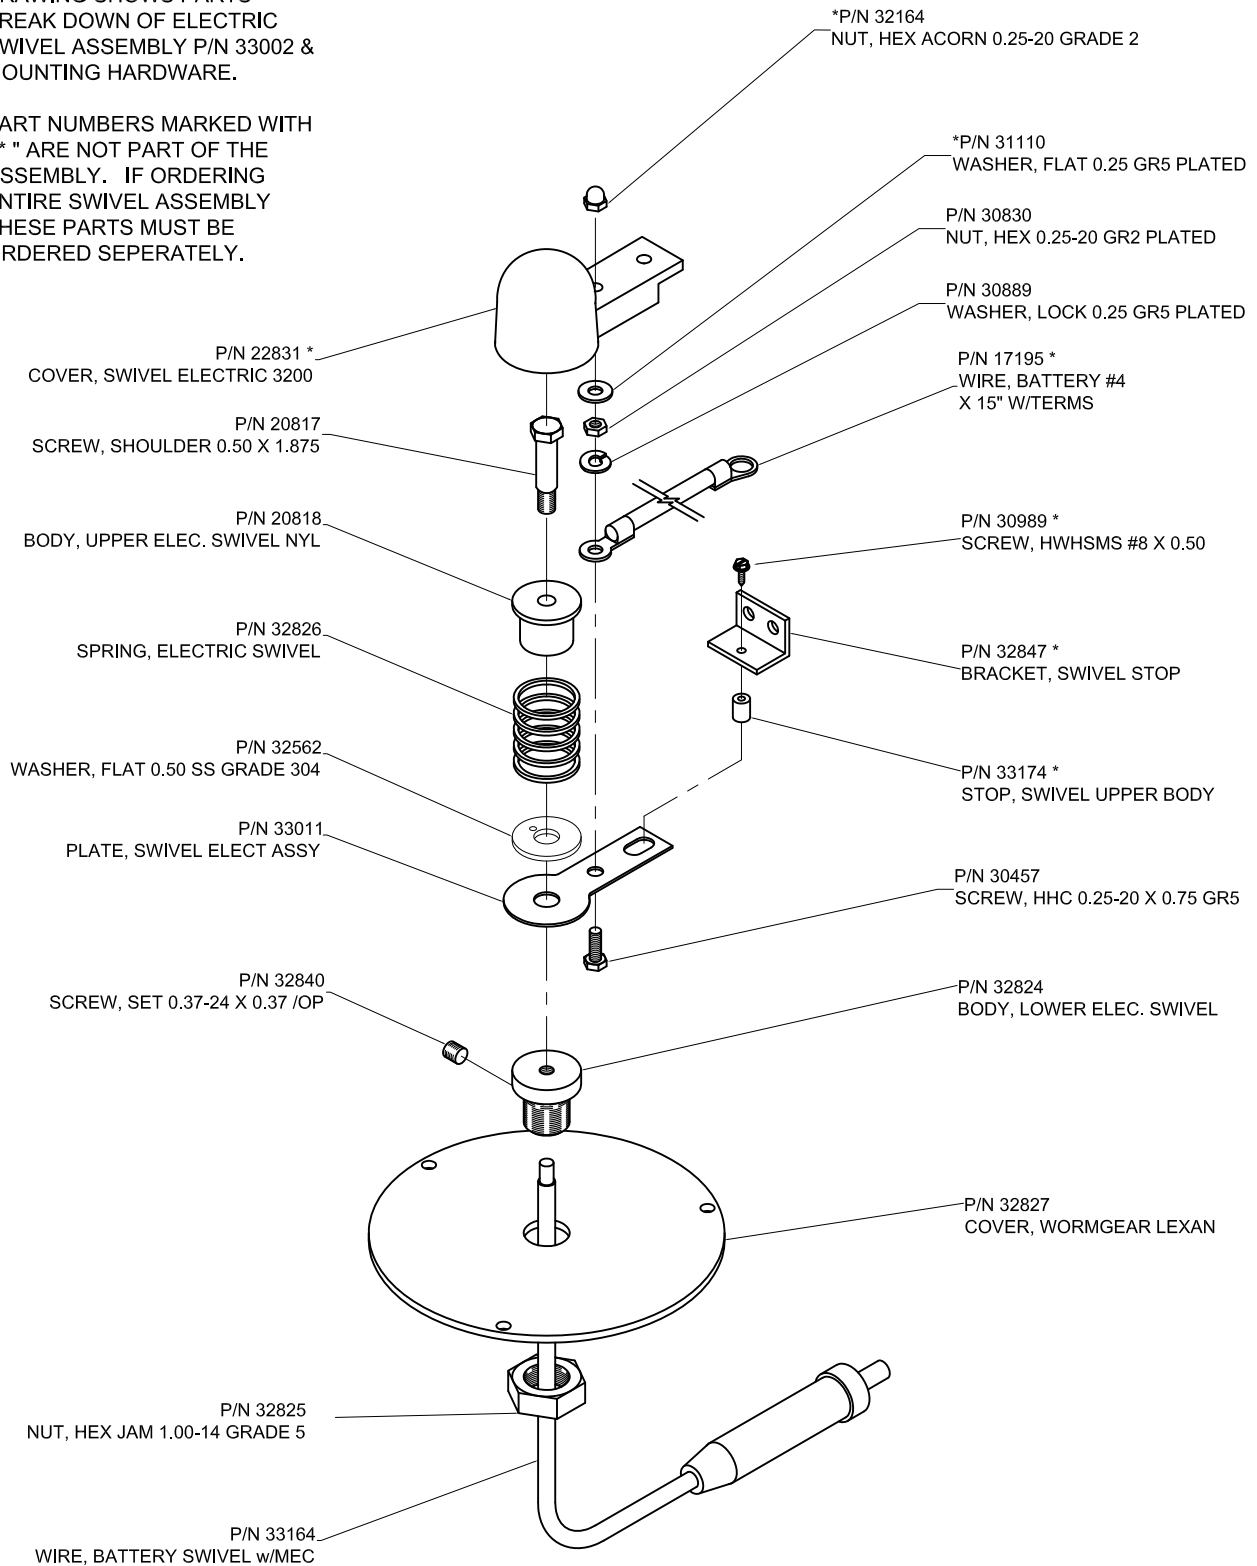 RAWING SHOWS PARTS
REAK DOWN OF ELECTRIC
WIVEL ASSEMBLY P/N 33002 &
OUNTING HARDWARE.
ART NUMBERS MARKED WITH
* " ARE NOT PART OF THE
SSEMBLY. IF ORDERING
NTIRE SWIVEL ASSEMBLY
HESE PARTS MUST BE
RDERED SEPERATELY.
*P/N 32164
NUT, HEX ACORN 0.25-20 GRADE 2
*P/N 31110
WASHER, FLAT 0.25 GR5 PLATED
P/N 30830
NUT, HEX 0.25-20 GR2 PLATED
P/N 30889
WASHER, LOCK 0.25 GR5 PLATED
P/N 17195 *
WIRE, BATTERY #4
X 15" W/TERMS
P/N 30989 *
SCREW, HWHSMS #8 X 0.50
P/N 32847 *
BRACKET, SWIVEL STOP
P/N 33174 *
STOP, SWIVEL UPPER BODY
P/N 30457
SCREW, HHC 0.25-20 X 0.75 GR5
P/N 32824
BODY, LOWER ELEC. SWIVEL
P/N 32827
COVER, WORMGEAR LEXAN
P/N 22831 *
COVER, SWIVEL ELECTRIC 3200
P/N 20817
SCREW, SHOULDER 0.50 X 1.875
P/N 20818
BODY, UPPER ELEC. SWIVEL NYL
P/N 32826
SPRING, ELECTRIC SWIVEL
P/N 32562
WASHER, FLAT 0.50 SS GRADE 304
P/N 33011
PLATE, SWIVEL ELECT ASSY
P/N 32840
SCREW, SET 0.37-24 X 0.37 /OP
P/N 32825
NUT, HEX JAM 1.00-14 GRADE 5
P/N 33164
WIRE, BATTERY SWIVEL w/MEC